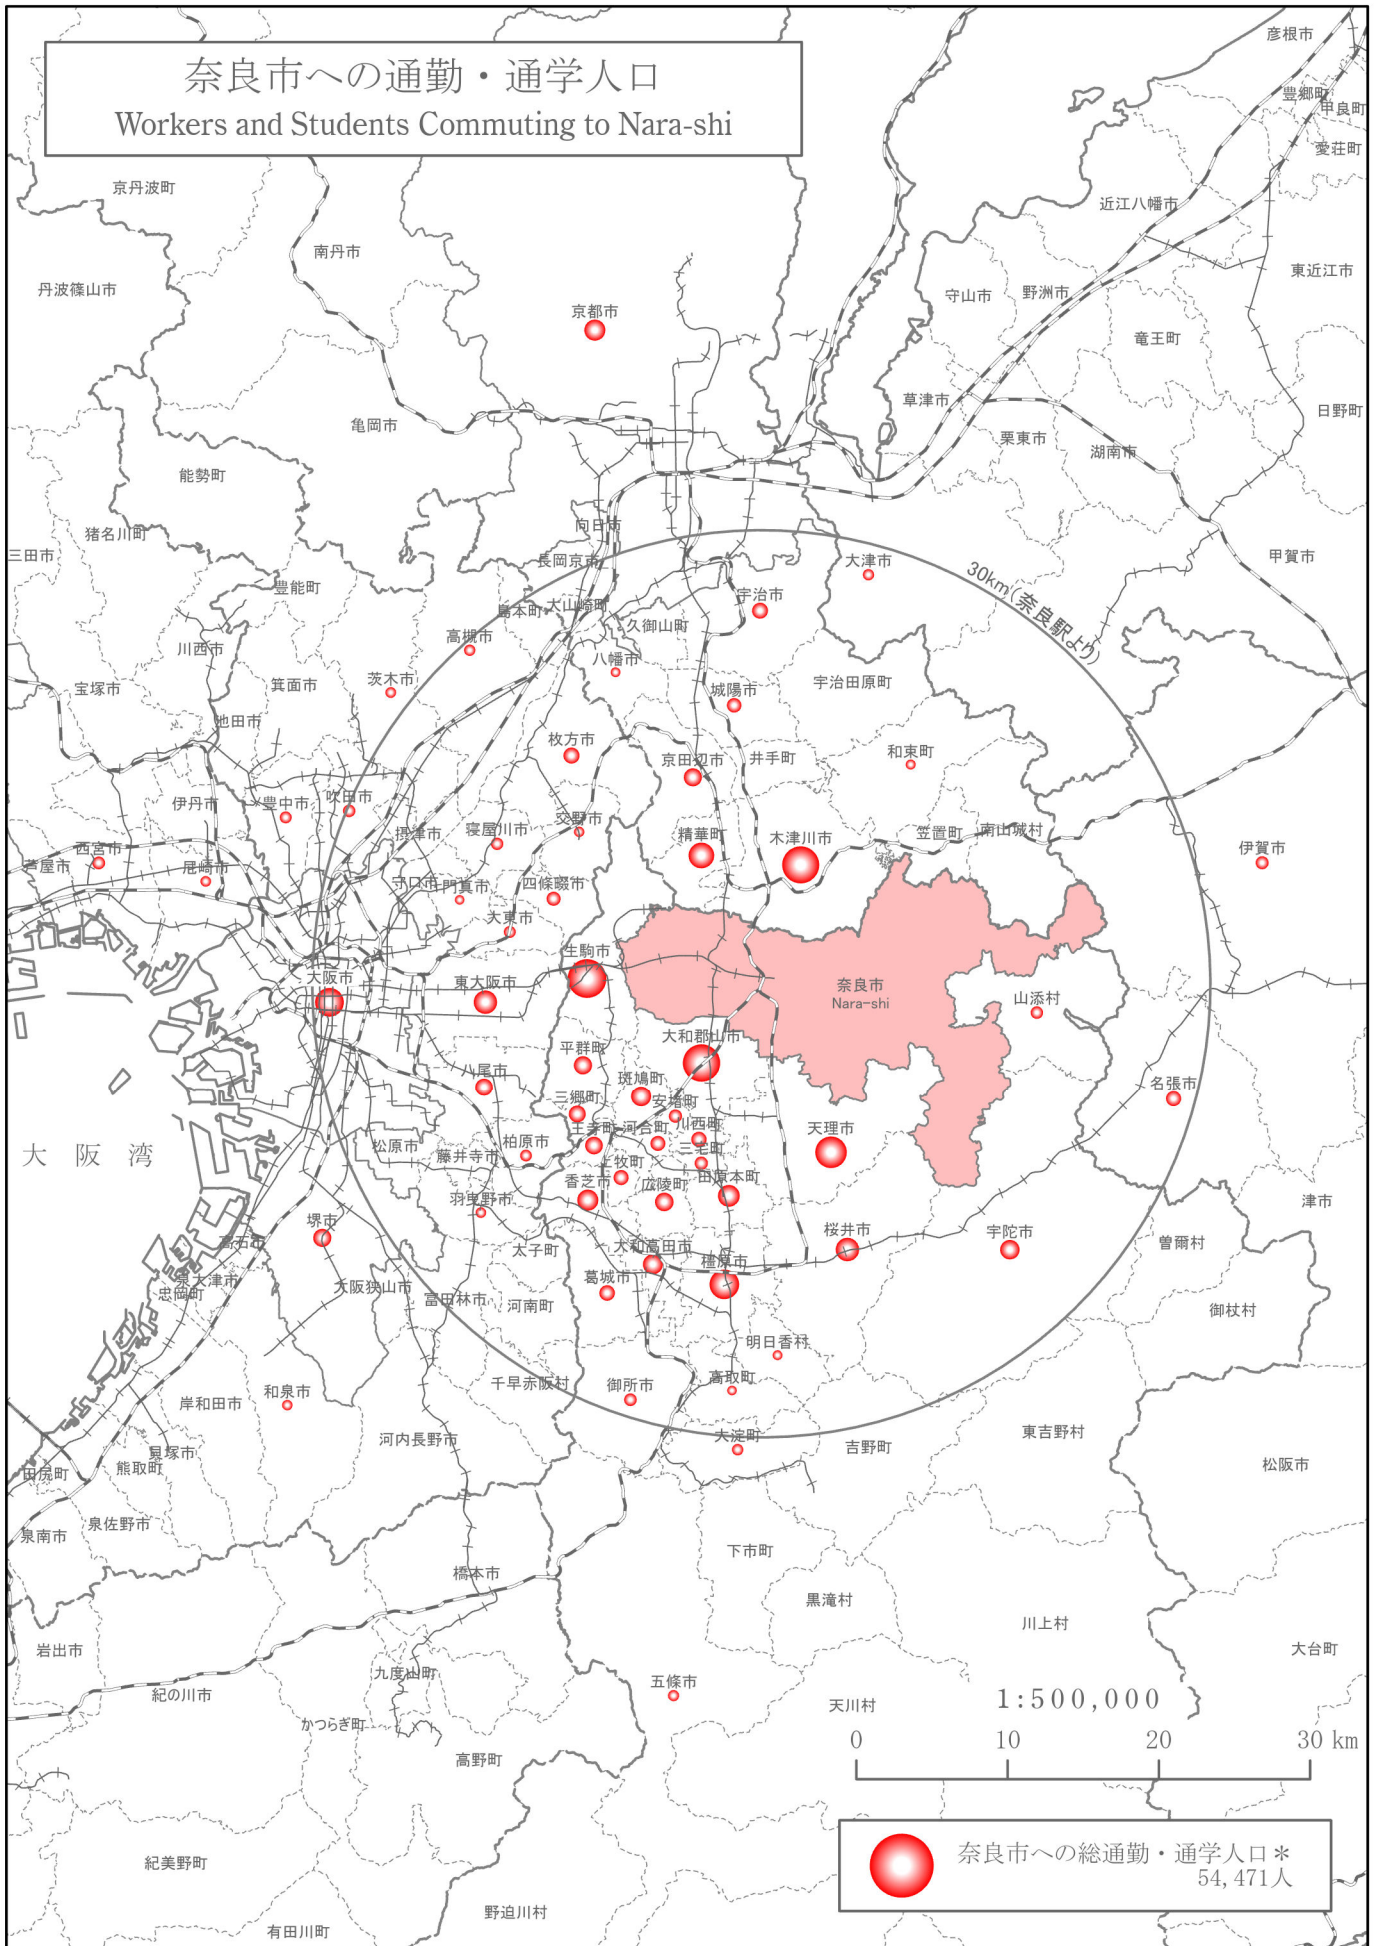 奈良市への通勤・通学人口
Workers and Students Commuting to Nara-shi
彦根市
豊郷町
甲良町
愛荘町
京丹波町
近江八幡市
南丹市
東近江市
丹波篠山市
守山市
野洲市
京都市
竜王町
草津市
日野町
亀岡市
栗東市
湖南市
能勢町
向日市
猪名川町
三田市
長岡京市
大津市
甲賀市
30km(奈良駅より)
豊能町
宇治市
島本町
大山崎町
久御山町
高槻市
川西市
八幡市
茨木市
箕面市
宝塚市
城陽市
宇治田原町
池田市
枚方市
京田辺市
井手町
和束町
伊丹市
豊中市
吹田市
交野市
摂津市
寝屋川市
精華町
木津川市
笠置町
南山城村
西宮市
芦屋市
尼崎市
伊賀市
守口市
門真市
四條畷市
大東市
生駒市
大阪市
東大阪市
奈良市
Nara-shi
山添村
大和郡山市
平群町
八尾市
斑鳩町
名張市
三郷町
安堵町
王寺町
河合町
川西町
天理市
大阪湾
松原市
藤井寺市
柏原市
三宅町
上牧町
香芝市
広陵町
田原本町
羽曳野市
津市
堺市
高石市
太子町
大和高田市
橿原市
桜井市
宇陀市
曽爾村
泉大津市
忠岡町
大阪狭山市
富田林市
河南町
葛城市
御杖村
明日香村
千早赤阪村
御所市
高取町
和泉市
岸和田市
河内長野市
大淀町
吉野町
東吉野村
貝塚市
熊取町
田尻町
松阪市
泉佐野市
泉南市
下市町
橋本市
黒滝村
川上村
岩出市
大台町
九度山町
紀の川市
五條市
天川村
1:500,000
かつらぎ町
0 10 20 30 km
高野町
奈良市への総通勤・通学人口＊
54,471人
紀美野町
野迫川村
有田川町